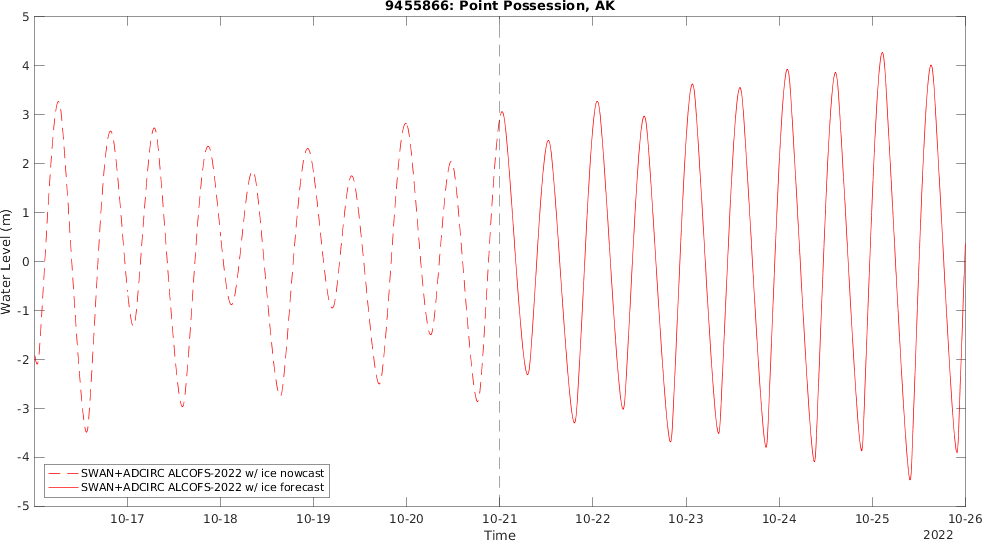 9455866: Point Possession, AK
Water Level (m)
5
4
3
2
1
0
-1
-2
-3
-4
-5
SWAN+ADCIRC ALCOFS-2022 w/ ice nowcast
SWAN+ADCIRC ALCOFS-2022 w/ ice forecast
10-17 10-18 10-19 10-20 10-21 10-22 10-23 10-24 10-25 10-26
Time
2022